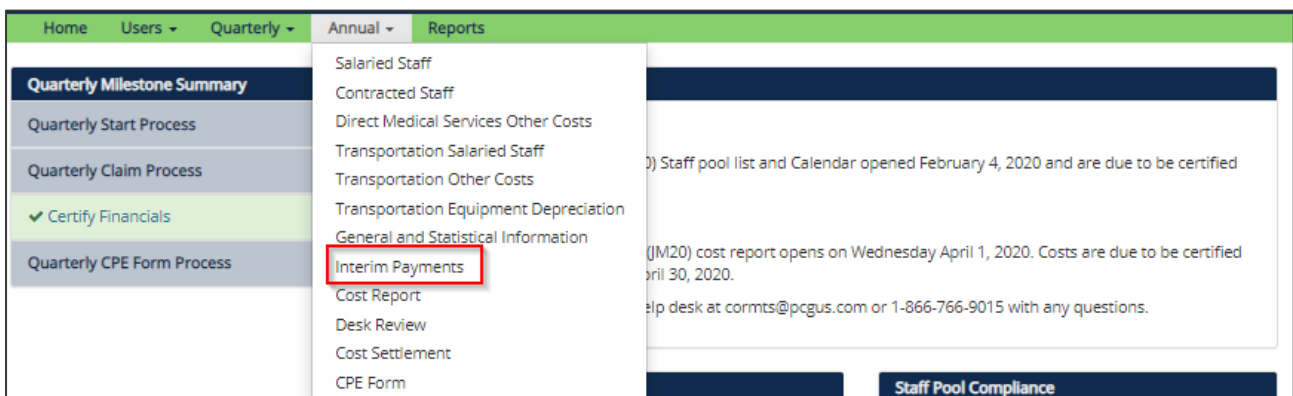 Home Users Quarterly Annual Reports
Quarterly Milestone Summary
Quarterly Start Process
Quarterly Claim Process
Certify Financials
Quarterly CPE Form Process
Salaried Staff
Contracted Staff
Direct Medical Services Other Costs
Transportation Salaried Staff
Transportation Other Costs
Transportation Equipment Depreciation
General and Statistical Information
Interim Payments
Cost Report
Desk Review
Cost Settlement
CPE Form
0) Staff pool list and Calendar opened February 4, 2020 and are due to be certified
(JM20) cost report opens on Wednesday April 1, 2020. Costs are due to be certified
pril 30, 2020.
elp desk at cormts@pcgus.com or 1-866-766-9015 with any questions.
Staff Pool Compliance